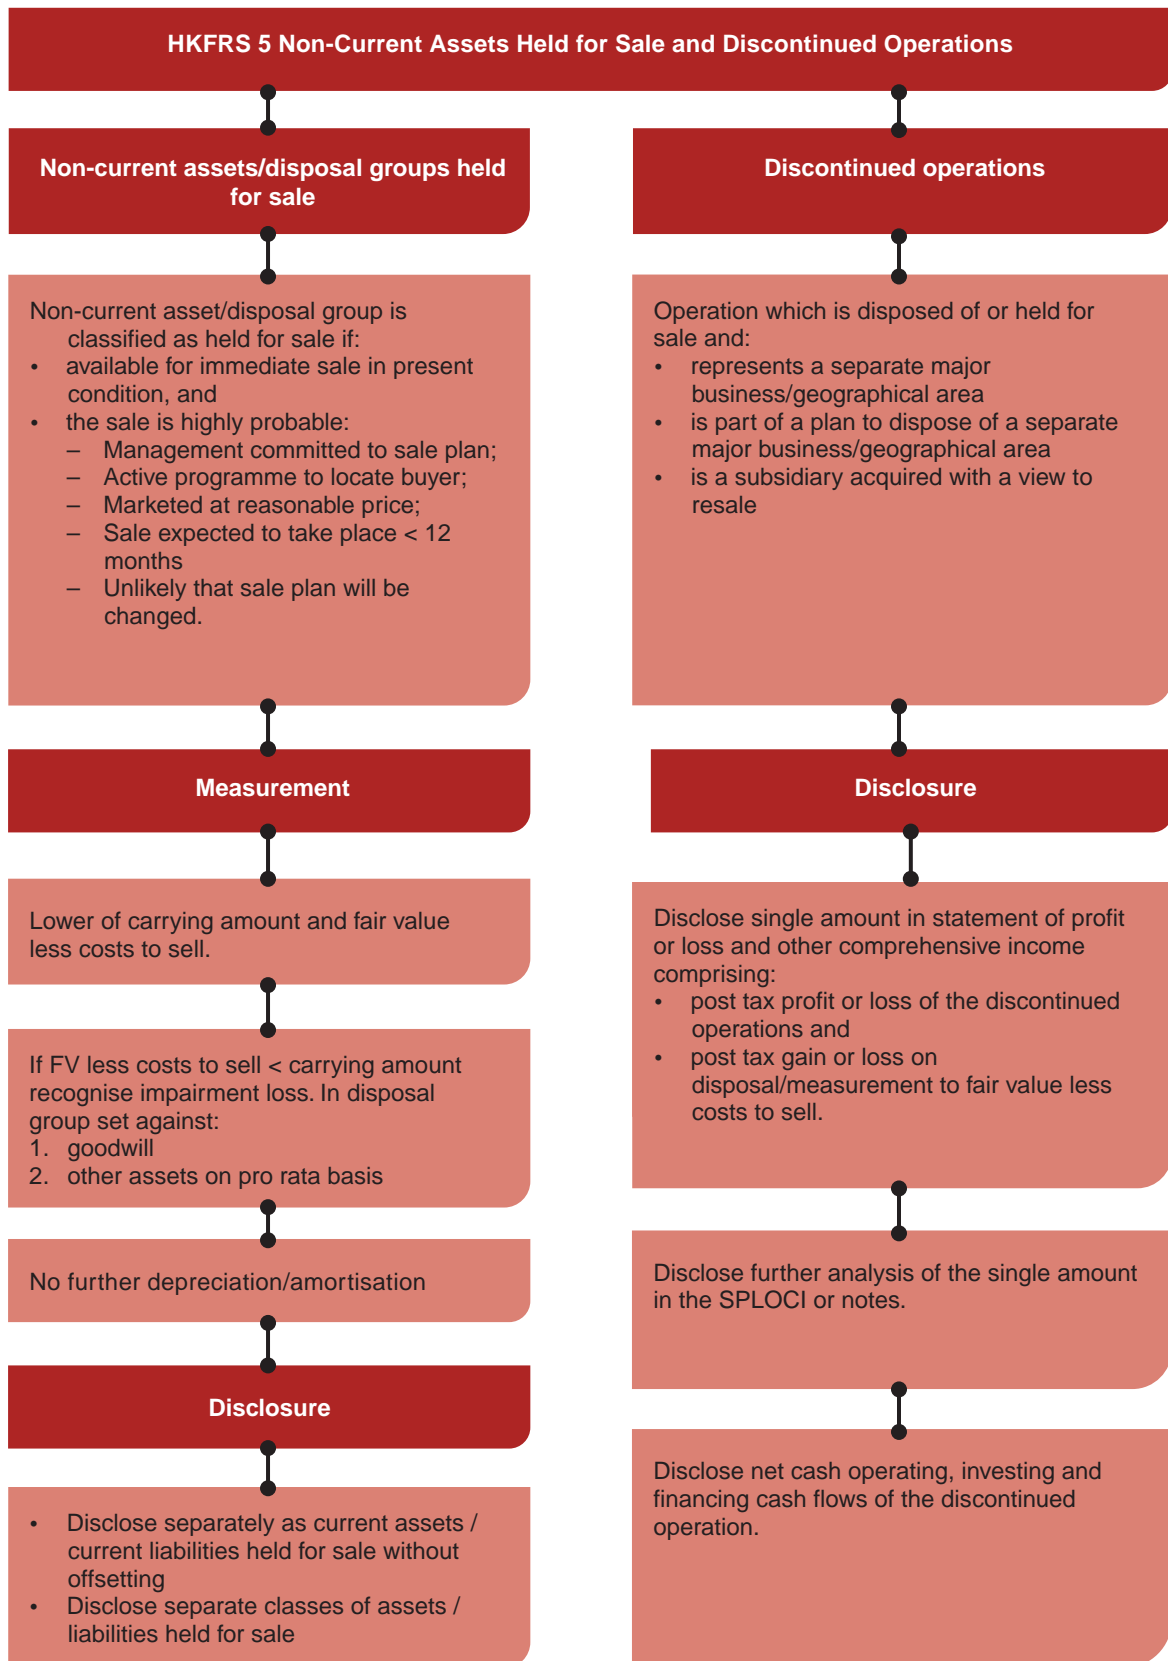 HKFRS 5 Non-Current Assets Held for Sale and Discontinued Operations
Non-current assets/disposal groups held
for sale
Non-current asset/disposal group is
classified as held for sale if:
• available for immediate sale in present
condition, and
• the sale is highly probable:
– Management committed to sale plan;
– Active programme to locate buyer;
– Marketed at reasonable price;
– Sale expected to take place < 12
months
– Unlikely that sale plan will be
changed.
Measurement
Lower of carrying amount and fair value
less costs to sell.
If FV less costs to sell < carrying amount
recognise impairment loss. In disposal
group set against:
1. goodwill
2. other assets on pro rata basis
No further depreciation/amortisation
Disclosure
• Disclose separately as current assets /
current liabilities held for sale without
offsetting
• Disclose separate classes of assets /
liabilities held for sale
Discontinued operations
Operation which is disposed of or held for
sale and:
• represents a separate major
business/geographical area
• is part of a plan to dispose of a separate
major business/geographical area
• is a subsidiary acquired with a view to
resale
Disclosure
Disclose single amount in statement of profit
or loss and other comprehensive income
comprising:
• post tax profit or loss of the discontinued
operations and
• post tax gain or loss on
disposal/measurement to fair value less
costs to sell.
Disclose further analysis of the single amount
in the SPLOCI or notes.
Disclose net cash operating, investing and
financing cash flows of the discontinued
operation.